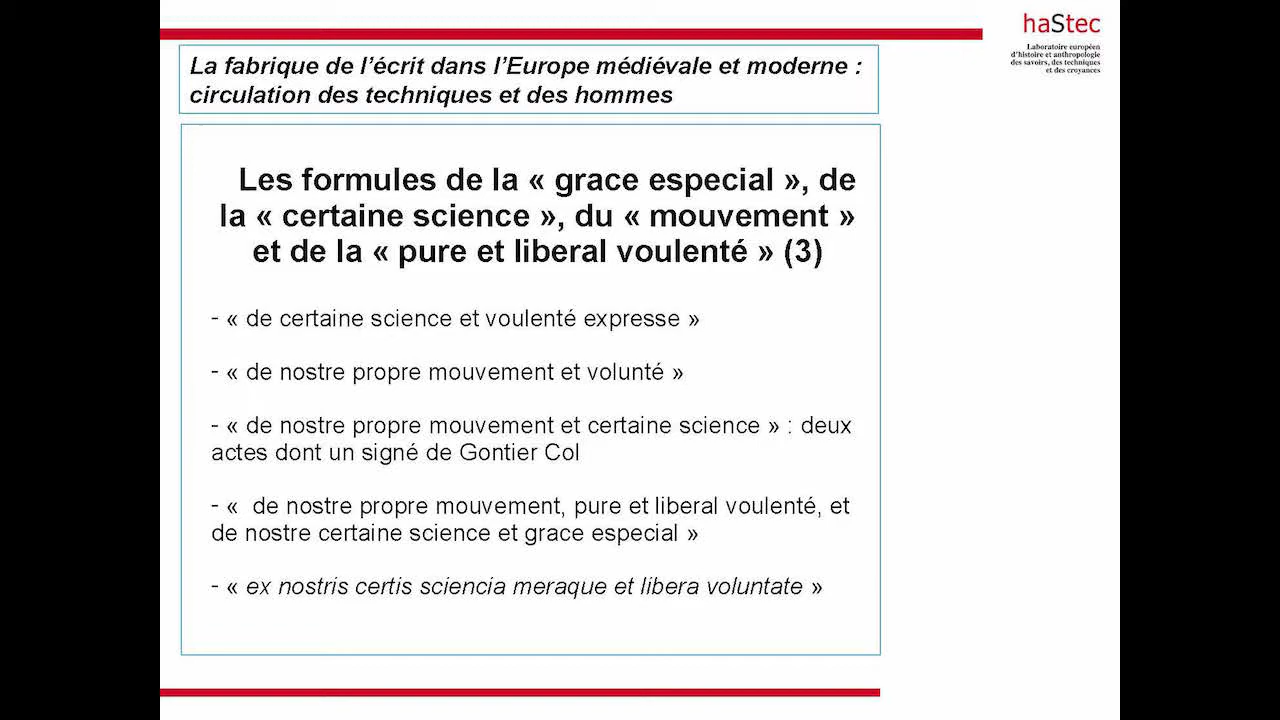 haStec
Laboratoire européen
d'histoire et anthropologie
des savoirs, des techniques
et des croyances
La fabrique de l'écrit dans l'Europe médiévale et moderne :
circulation des techniques et des hommes
Les formules de la « grace especial », de
la « certaine science », du « mouvement »
et de la « pure et liberal voulenté » (3)
- « de certaine science et voulenté expresse »
- « de nostre propre mouvement et volunté »
- « de nostre propre mouvement et certaine science » : deux
actes dont un signé de Gontier Col
- « de nostre propre mouvement, pure et liberal voulenté, et
de nostre certaine science et grace especial »
- « ex nostris certis sciencia meraque et libera voluntate »